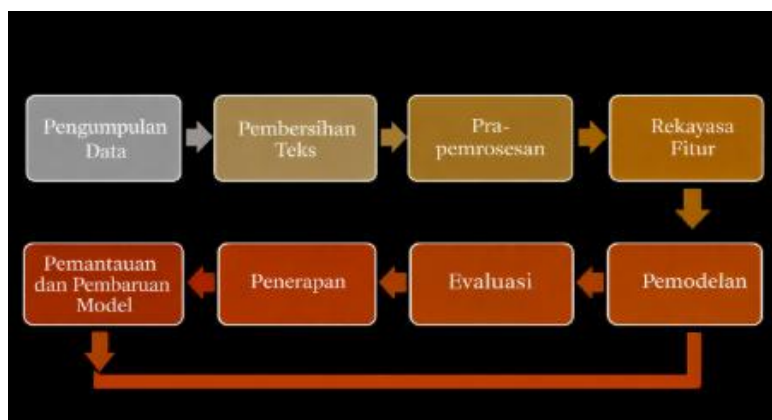 Pengumpulan
Data
Pembersihan
Teks
Pra-
pemrosesan
Rekayasa
Fitur
Pemantauan
dan Pembaruan
Model
Penerapan
Evaluasi
Pemodelan